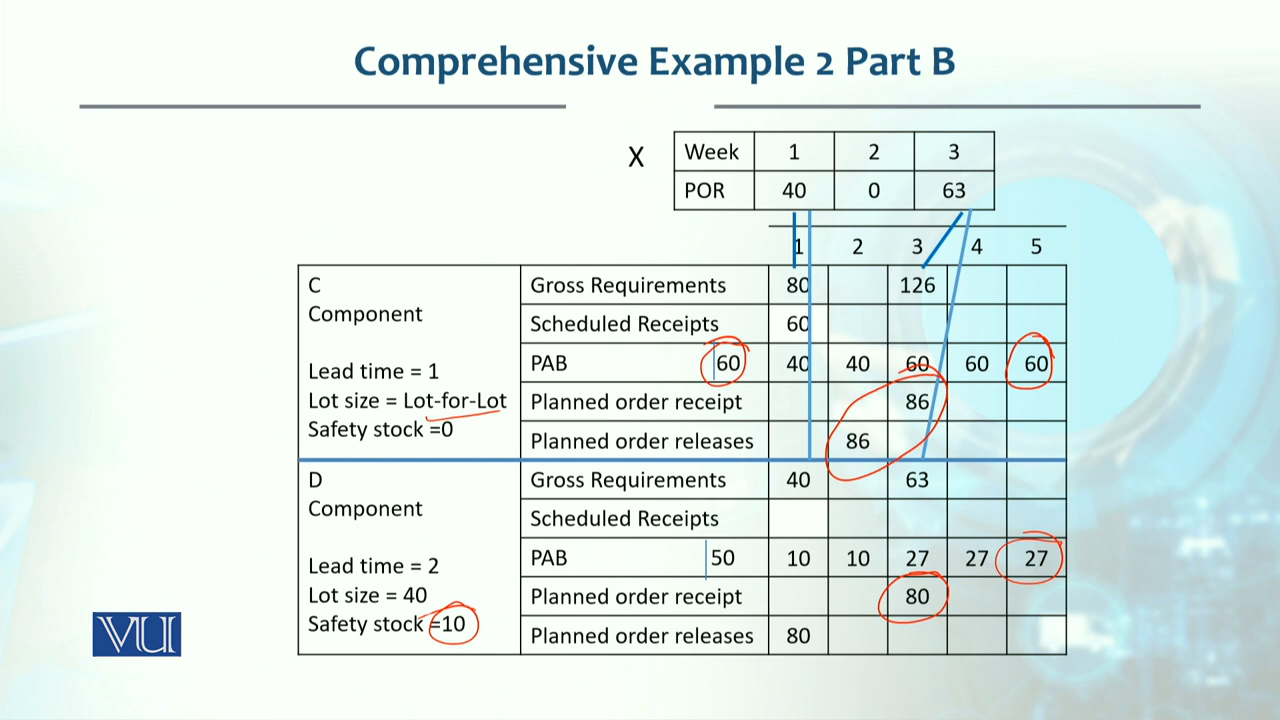 Comprehensive Example 2 Part B
X
Week 1 2 3
POR 40 0 63
1 2 3 4 5
C
Component
Lead time = 1
Lot size = Lot-for-Lot
Safety stock =0
Gross Requirements 80 126
Scheduled Receipts 60
PAB 60 40 40 60 60 60
Planned order receipt 86
Planned order releases 86
D
Component
Lead time = 2
Lot size = 40
Safety stock =10
Gross Requirements 40 63
Scheduled Receipts
PAB 50 10 10 27 27 27
Planned order receipt 80
Planned order releases 80
VU